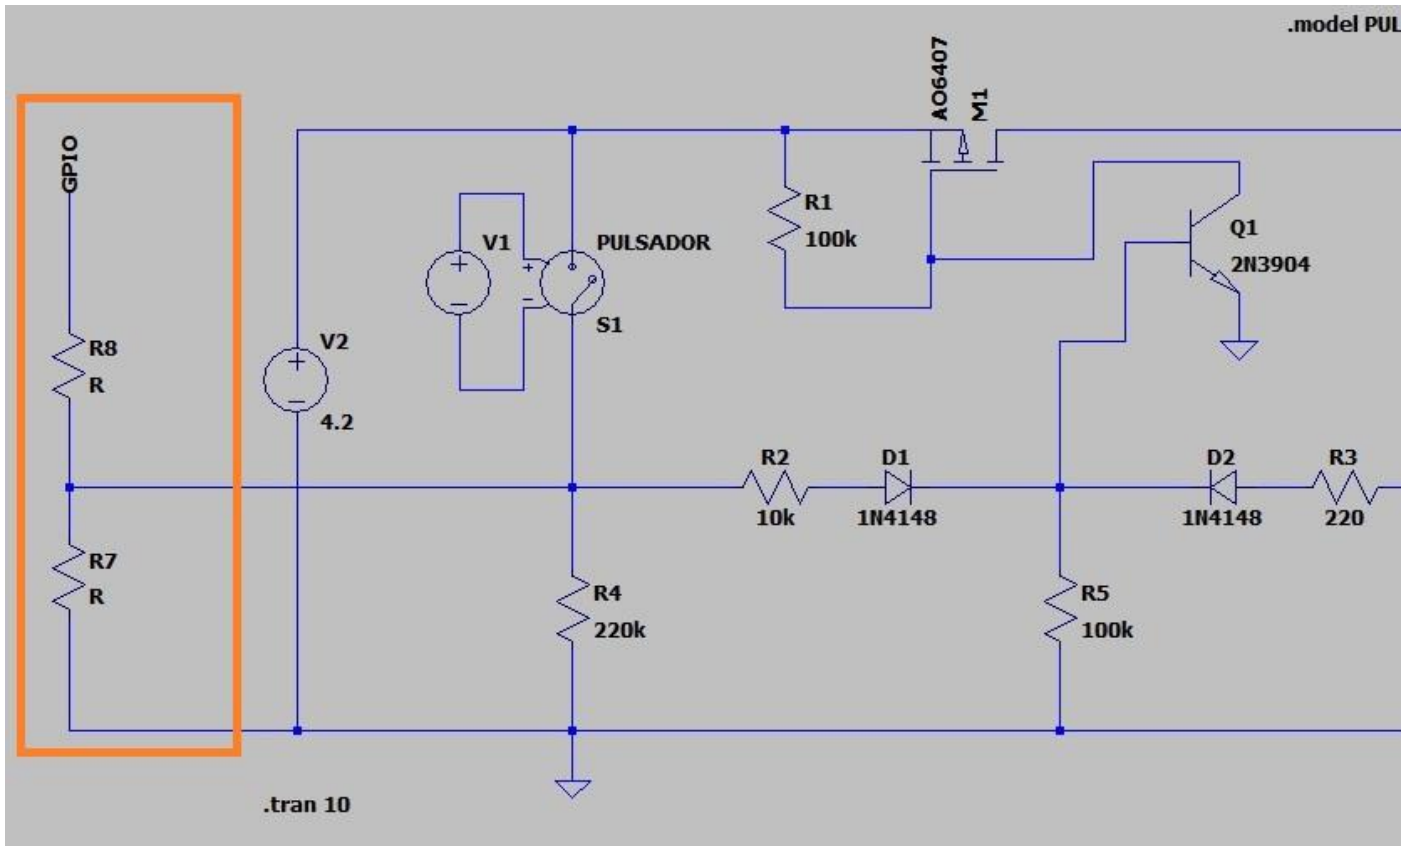 .model PUL
AO6407
M1
GPIO
R1
100k
V1
PULSADOR
S1
Q1
2N3904
R8
R
V2
4.2
R2
10k
D1
1N4148
D2
1N4148
R3
220
R7
R
R4
220k
R5
100k
.tran 10